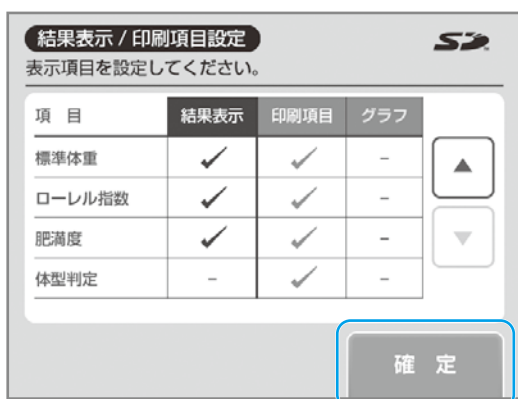 結果表示 / 印刷項目設定
SD
表示項目を設定してください。
項 目 結果表示 印刷項目 グラフ
標準体重 ✓ ✓ −
ローレル指数 ✓ ✓ −
肥満度 ✓ ✓ −
体型判定 − ✓ −
▲
▼
確 定